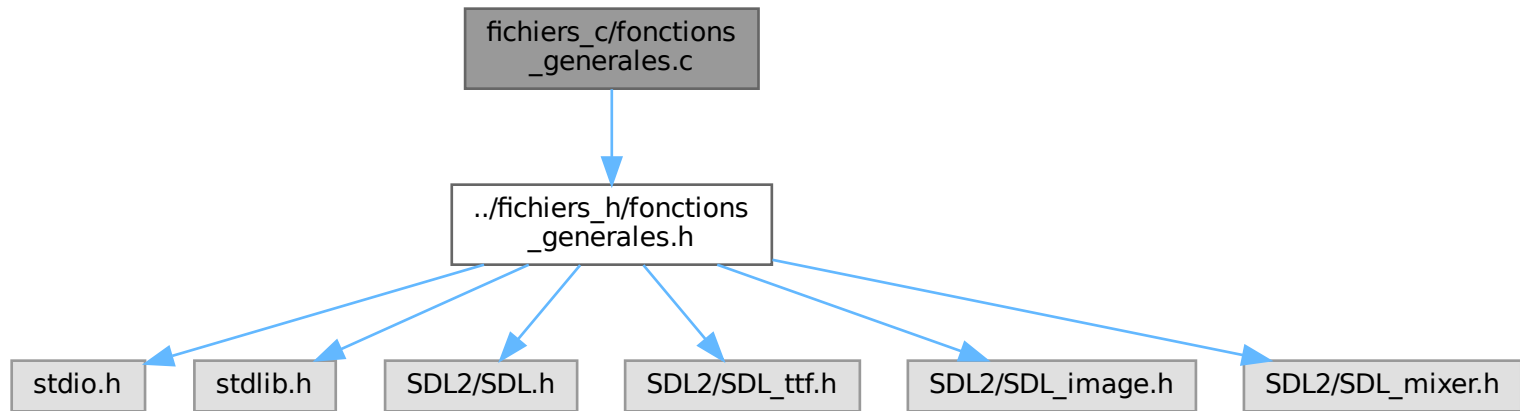 fichiers_c/fonctions
_generales.c
../fichiers_h/fonctions
_generales.h
stdio.h
stdlib.h
SDL2/SDL.h
SDL2/SDL_ttf.h
SDL2/SDL_image.h
SDL2/SDL_mixer.h